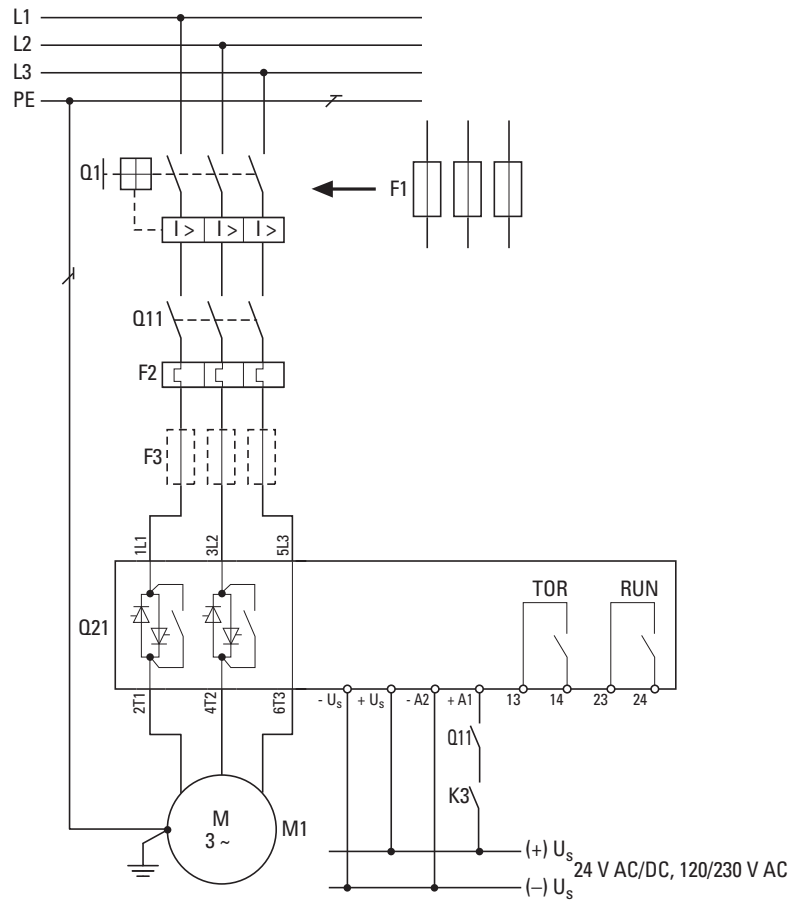 L1
L2
L3
PE
Q1
F1
I > I > I >
Q11
F2
F3
1L1 3L2 5L3
TOR RUN
Q21
2T1 4T2 6T3
- Us + Us - A2 + A1 13 14 23 24
Q11
K3
M
3 ~
M1
(+) Us
24 V AC/DC, 120/230 V AC
(–) Us